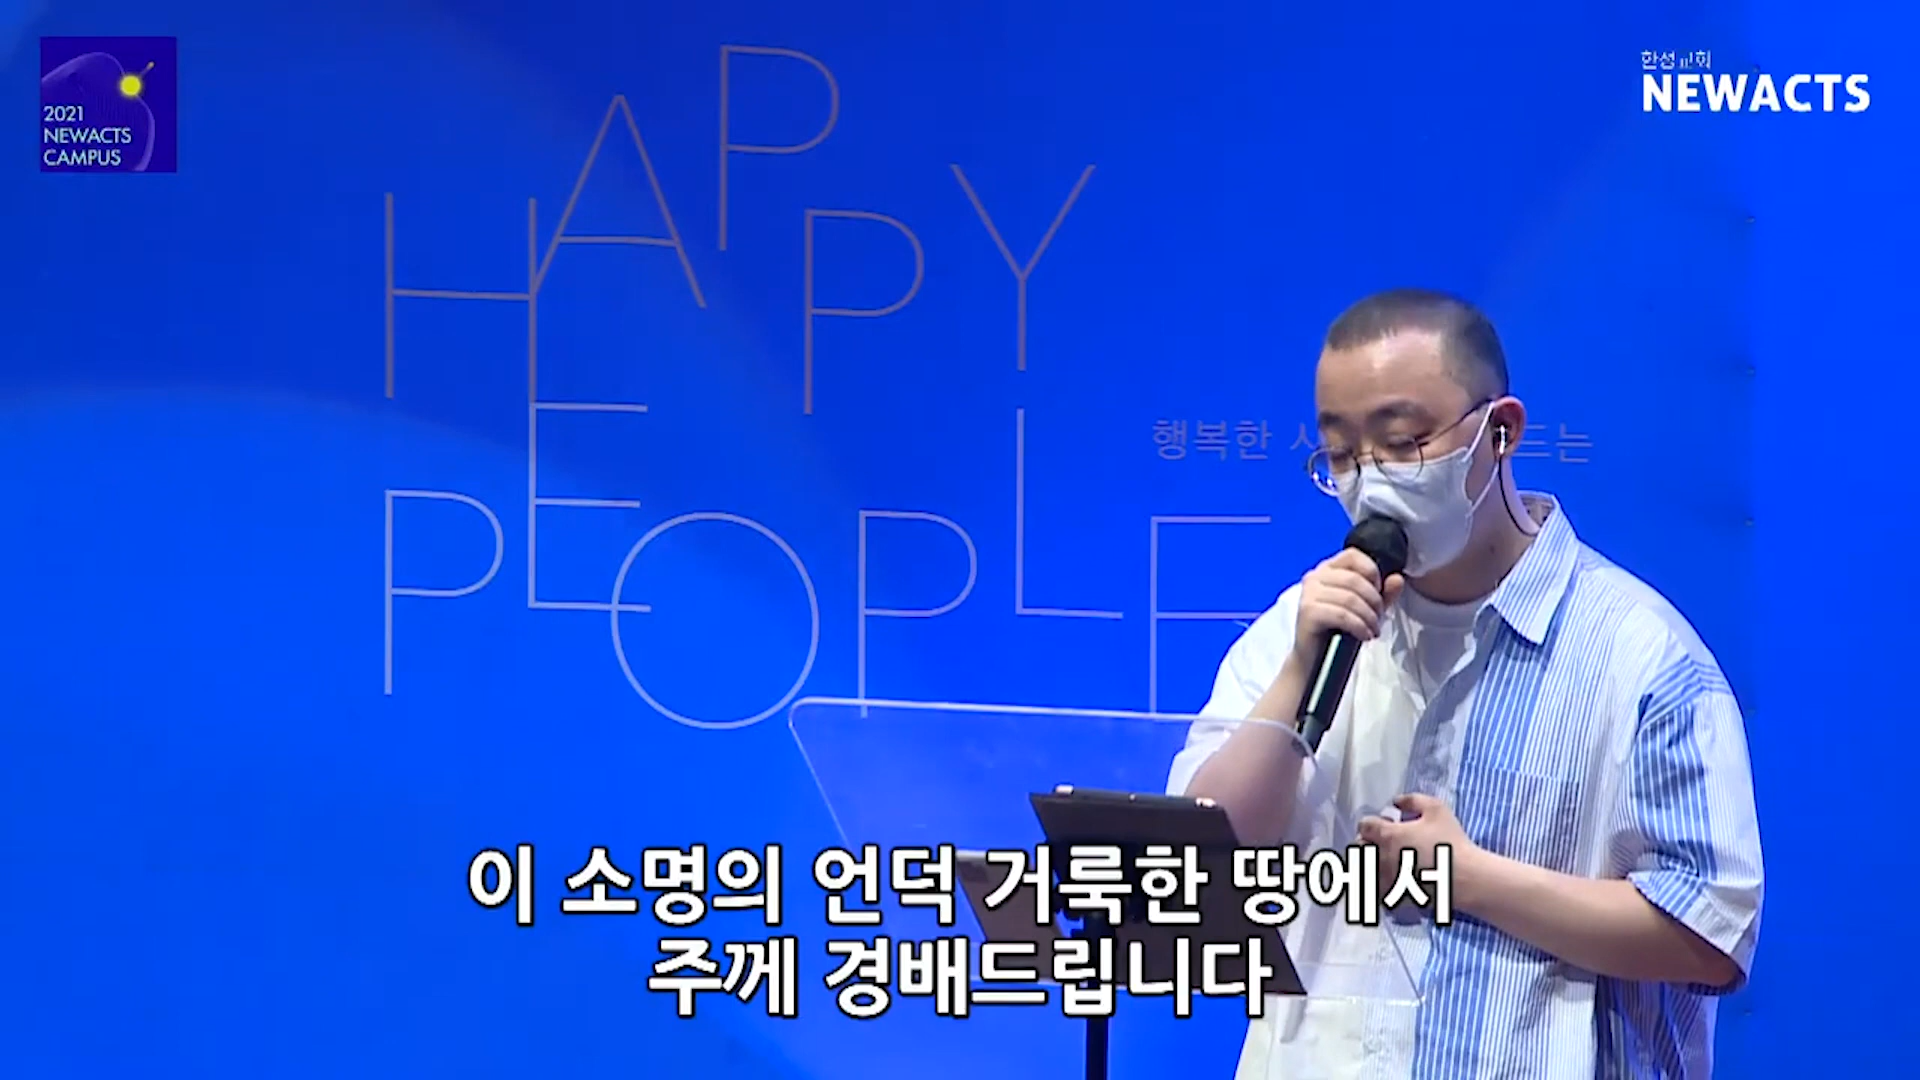 2021
NEWACTS
CAMPUS
한성교회
NEWACTS
HAPPY
PEOPLE
행복한
드는
이 소명의 언덕 거룩한 땅에서
주께 경배드립니다